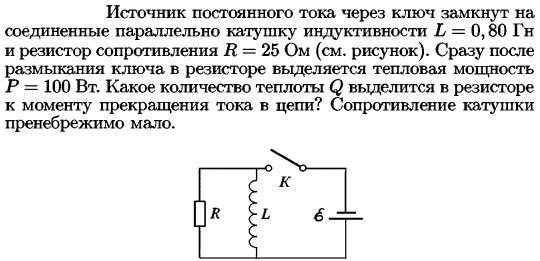 Источник постоянного тока через ключ замкнут на
соединенные параллельно катушку индуктивности L = 0,80 Гн
и резистор сопротивления R = 25 Ом (см. рисунок). Сразу после
размыкания ключа в резисторе выделяется тепловая мощность
P = 100 Вт. Какое количество теплоты Q выделится в резисторе
к моменту прекращения тока в цепи? Сопротивление катушки
пренебрежимо мало.
K
R
L
ℰ